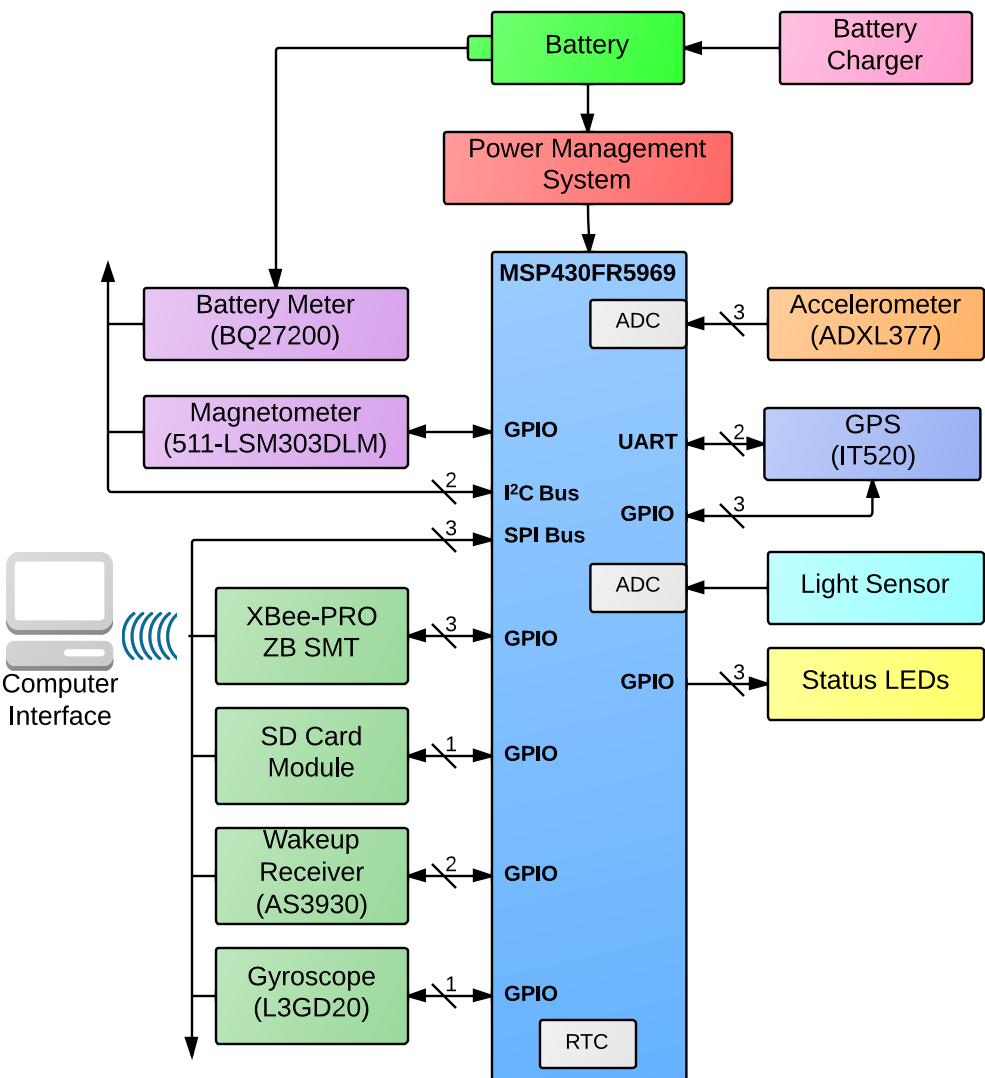 Battery
Battery
Charger
Power Management
System
MSP430FR5969
Battery Meter
(BQ27200)
ADC
3
Accelerometer
(ADXL377)
Magnetometer
(511-LSM303DLM)
GPIO
UART
2
GPS
(IT520)
2
I²C Bus
GPIO
3
3
SPI Bus
ADC
Light Sensor
XBee-PRO
ZB SMT
3
GPIO
GPIO
3
Status LEDs
Computer
Interface
SD Card
Module
1
GPIO
Wakeup
Receiver
(AS3930)
2
GPIO
Gyroscope
(L3GD20)
1
GPIO
RTC